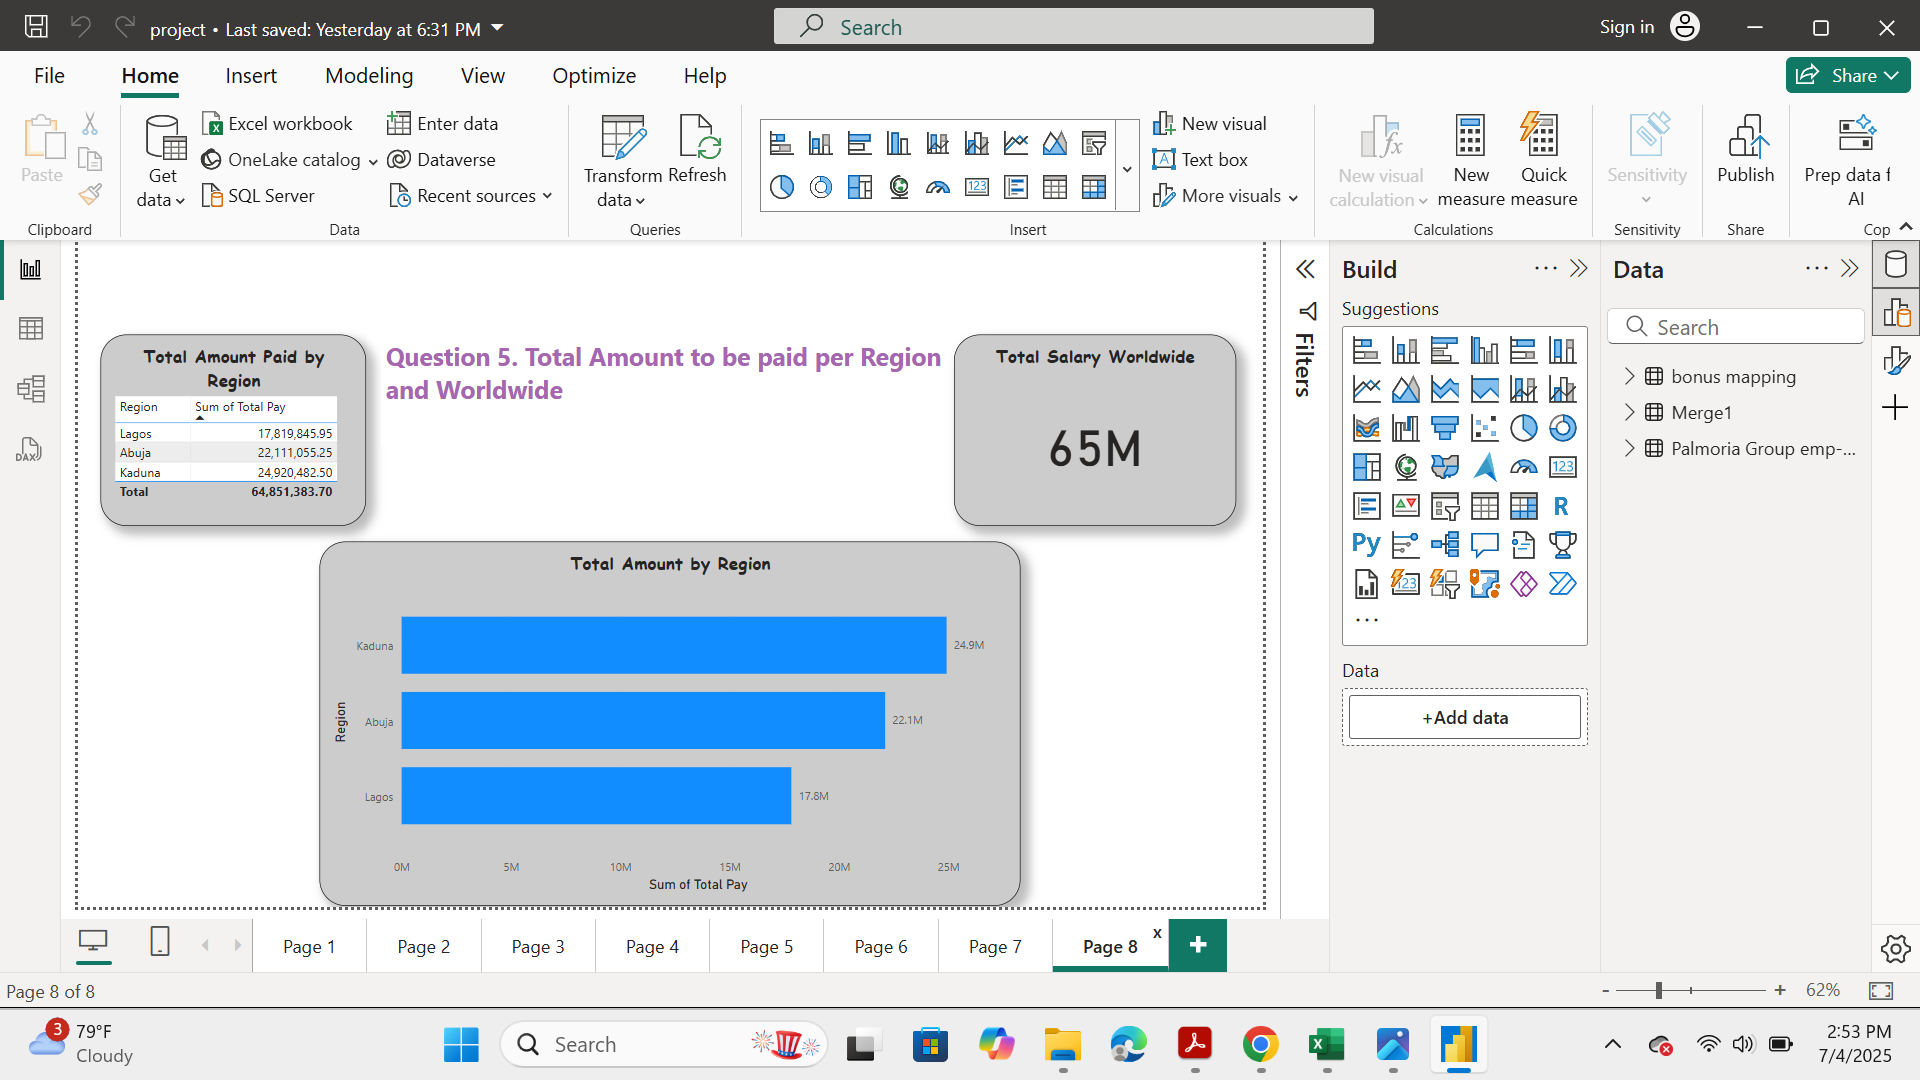 project • Last saved: Yesterday at 6:31 PM
Search
Sign in
File Home Insert Modeling View Optimize Help
Share
Paste
Clipboard
Get data
Excel workbook
OneLake catalog
SQL Server
Enter data
Dataverse
Recent sources
Data
Transform data
Refresh
Queries
New visual
Text box
More visuals
Insert
New visual calculation
New measure
Quick measure
Calculations
Sensitivity
Sensitivity
Publish
Share
Prep data f
AI
Cop
Total Amount Paid by
Region
Region Sum of Total Pay
Lagos 17,819,845.95
Abuja 22,111,055.25
Kaduna 24,920,482.50
Total 64,851,383.70
Question 5. Total Amount to be paid per Region
and Worldwide
Total Salary Worldwide
65M
Total Amount by Region
Region
Kaduna 24.9M
Abuja 22.1M
Lagos 17.8M
0M 5M 10M 15M 20M 25M
Sum of Total Pay
Filters
Build
Suggestions
R
Py
123
Data
+Add data
Data
Search
bonus mapping
Merge1
Palmoria Group emp-...
DAX
Page 1 Page 2 Page 3 Page 4 Page 5 Page 6 Page 7 Page 8 x +
Page 8 of 8
- + 62%
3
79°F
Cloudy
Search
2:53 PM
7/4/2025